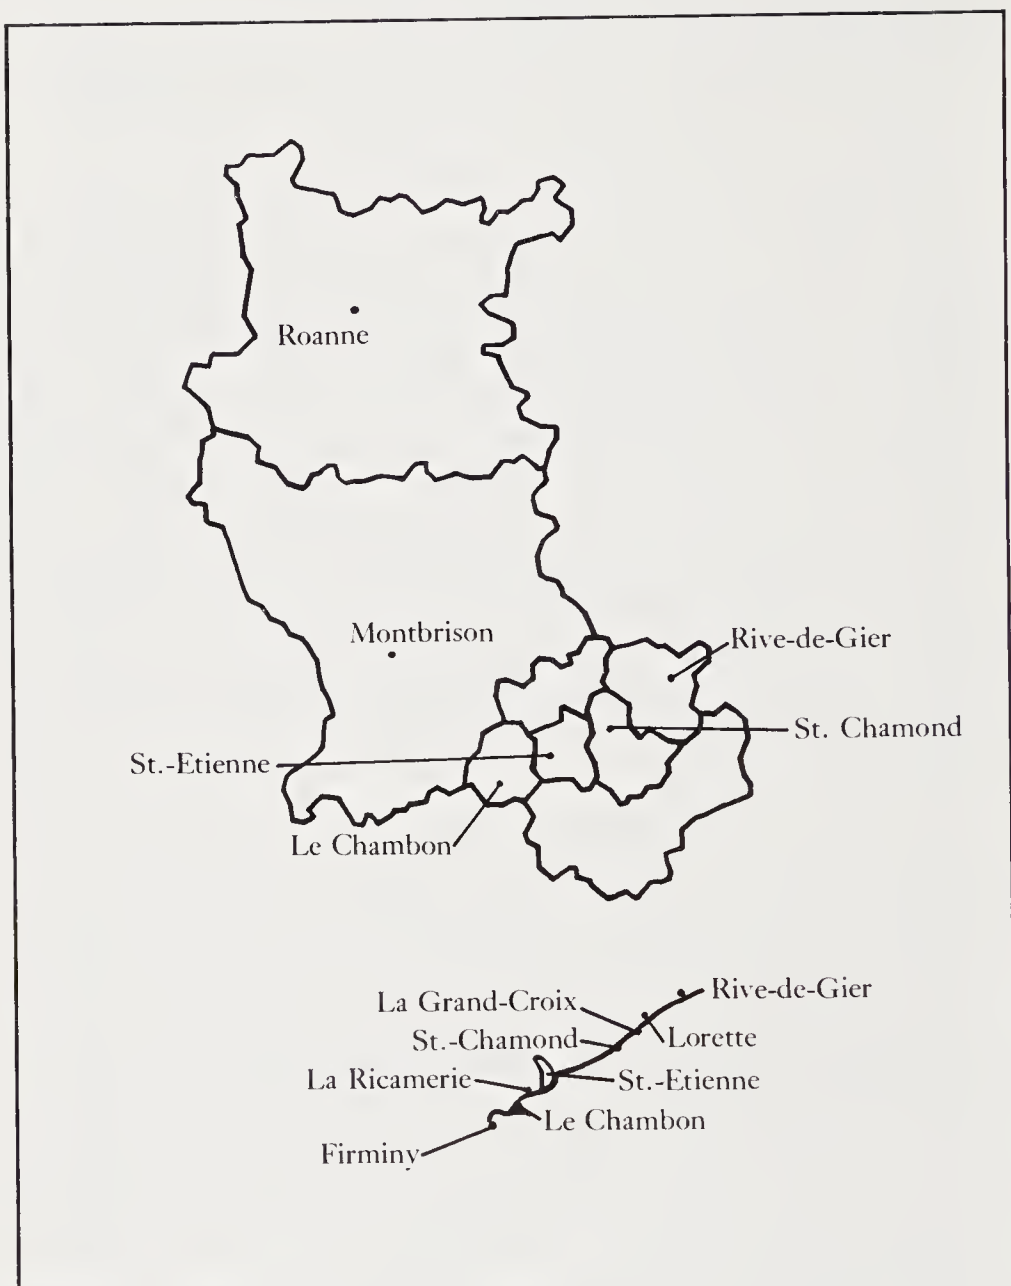 Roanne
Montbrison
Rive-de-Gier
St. Chamond
St.-Etienne
Le Chambon
La Grand-Croix
Rive-de-Gier
St.-Chamond
Lorette
La Ricamerie
St.-Etienne
Le Chambon
Firminy